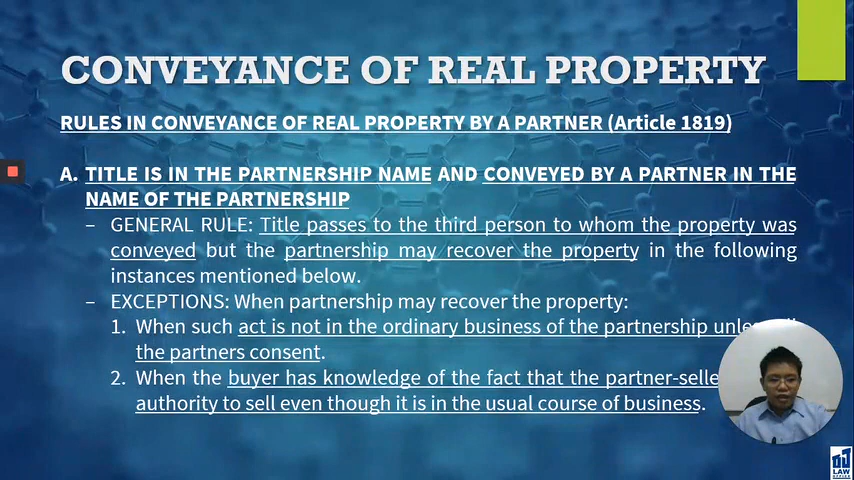 CONVEYANCE OF REAL PROPERTY
RULES IN CONVEYANCE OF REAL PROPERTY BY A PARTNER (Article 1819)
A. TITLE IS IN THE PARTNERSHIP NAME AND CONVEYED BY A PARTNER IN THE
NAME OF THE PARTNERSHIP
– GENERAL RULE: Title passes to the third person to whom the property was
conveyed but the partnership may recover the property in the following
instances mentioned below.
– EXCEPTIONS: When partnership may recover the property:
1. When such act is not in the ordinary business of the partnership
the partners consent.
2. When the buyer has knowledge of the fact that the
authority to sell even though it is in the usual course of business.
LAW